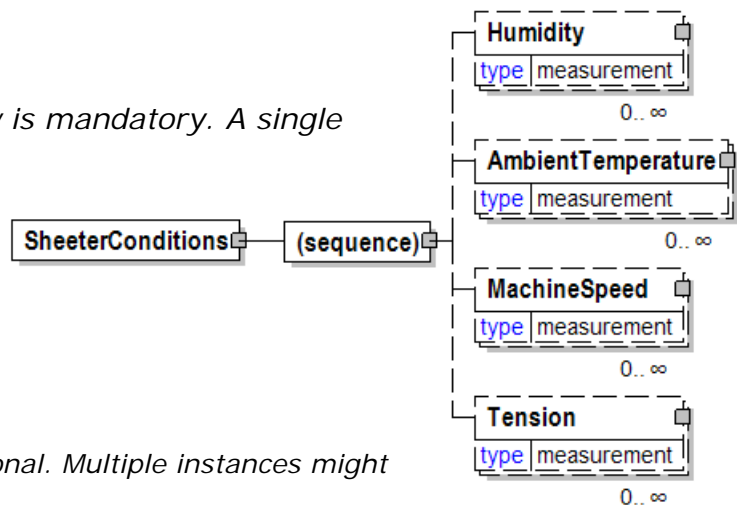 Humidity
type measurement
0.. ∞
is mandatory. A single
AmbientTemperature
type measurement
0.. ∞
SheeterConditions (sequence)
MachineSpeed
type measurement
0.. ∞
Tension
type measurement
onal. Multiple instances might
0.. ∞